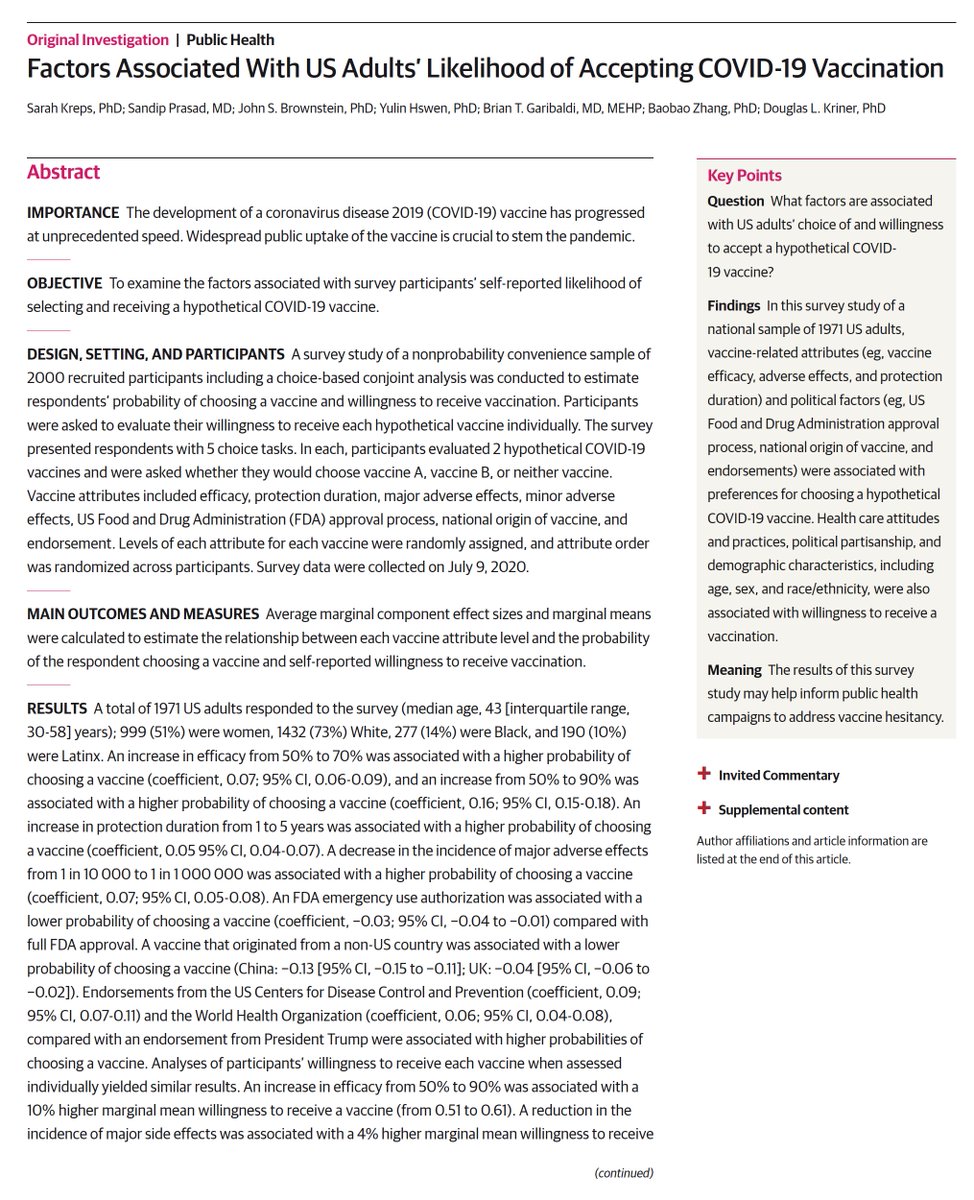 Original Investigation | Public Health
Factors Associated With US Adults' Likelihood of Accepting COVID-19 Vaccination
Sarah Kreps, PhD; Sandip Prasad, MD; John S. Brownstein, PhD; Yulin Hswen, PhD; Brian T. Garibaldi, MD, MEHP; Baobao Zhang, PhD; Douglas L. Kriner, PhD
Abstract
IMPORTANCE The development of a coronavirus disease 2019 (COVID-19) vaccine has progressed
at unprecedented speed. Widespread public uptake of the vaccine is crucial to stem the pandemic.
OBJECTIVE To examine the factors associated with survey participants' self-reported likelihood of
selecting and receiving a hypothetical COVID-19 vaccine.
DESIGN, SETTING, AND PARTICIPANTS A survey study of a nonprobability convenience sample of
2000 recruited participants including a choice-based conjoint analysis was conducted to estimate
respondents' probability of choosing a vaccine and willingness to receive vaccination. Participants
were asked to evaluate their willingness to receive each hypothetical vaccine individually. The survey
presented respondents with 5 choice tasks. In each, participants evaluated 2 hypothetical COVID-19
vaccines and were asked whether they would choose vaccine A, vaccine B, or neither vaccine.
Vaccine attributes included efficacy, protection duration, major adverse effects, minor adverse
effects, US Food and Drug Administration (FDA) approval process, national origin of vaccine, and
endorsement. Levels of each attribute for each vaccine were randomly assigned, and attribute order
was randomized across participants. Survey data were collected on July 9, 2020.
MAIN OUTCOMES AND MEASURES Average marginal component effect sizes and marginal means
were calculated to estimate the relationship between each vaccine attribute level and the probability
of the respondent choosing a vaccine and self-reported willingness to receive vaccination.
RESULTS A total of 1971 US adults responded to the survey (median age, 43 [interquartile range,
30-58] years); 999 (51%) were women, 1432 (73%) White, 277 (14%) were Black, and 190 (10%)
were Latinx. An increase in efficacy from 50% to 70% was associated with a higher probability of
choosing a vaccine (coefficient, 0.07; 95% CI, 0.06-0.09), and an increase from 50% to 90% was
associated with a higher probability of choosing a vaccine (coefficient, 0.16; 95% CI, 0.15-0.18). An
increase in protection duration from 1 to 5 years was associated with a higher probability of choosing
a vaccine (coefficient, 0.05 95% CI, 0.04-0.07). A decrease in the incidence of major adverse effects
from 1 in 10 000 to 1 in 1 000 000 was associated with a higher probability of choosing a vaccine
(coefficient, 0.07; 95% CI, 0.05-0.08). An FDA emergency use authorization was associated with a
lower probability of choosing a vaccine (coefficient, −0.03; 95% CI, −0.04 to −0.01) compared with
full FDA approval. A vaccine that originated from a non-US country was associated with a lower
probability of choosing a vaccine (China: −0.13 [95% CI, −0.15 to −0.11]; UK: −0.04 [95% CI, −0.06 to
−0.02]). Endorsements from the US Centers for Disease Control and Prevention (coefficient, 0.09;
95% CI, 0.07-0.11) and the World Health Organization (coefficient, 0.06; 95% CI, 0.04-0.08),
compared with an endorsement from President Trump were associated with higher probabilities of
choosing a vaccine. Analyses of participants' willingness to receive each vaccine when assessed
individually yielded similar results. An increase in efficacy from 50% to 90% was associated with a
10% higher marginal mean willingness to receive a vaccine (from 0.51 to 0.61). A reduction in the
incidence of major side effects was associated with a 4% higher marginal mean willingness to receive
(continued)
Key Points
Question What factors are associated
with US adults' choice of and willingness
to accept a hypothetical COVID-
19 vaccine?
Findings In this survey study of a
national sample of 1971 US adults,
vaccine-related attributes (eg, vaccine
efficacy, adverse effects, and protection
duration) and political factors (eg, US
Food and Drug Administration approval
process, national origin of vaccine, and
endorsements) were associated with
preferences for choosing a hypothetical
COVID-19 vaccine. Health care attitudes
and practices, political partisanship, and
demographic characteristics, including
age, sex, and race/ethnicity, were also
associated with willingness to receive a
vaccination.
Meaning The results of this survey
study may help inform public health
campaigns to address vaccine hesitancy.
+ Invited Commentary
+ Supplemental content
Author affiliations and article information are
listed at the end of this article.